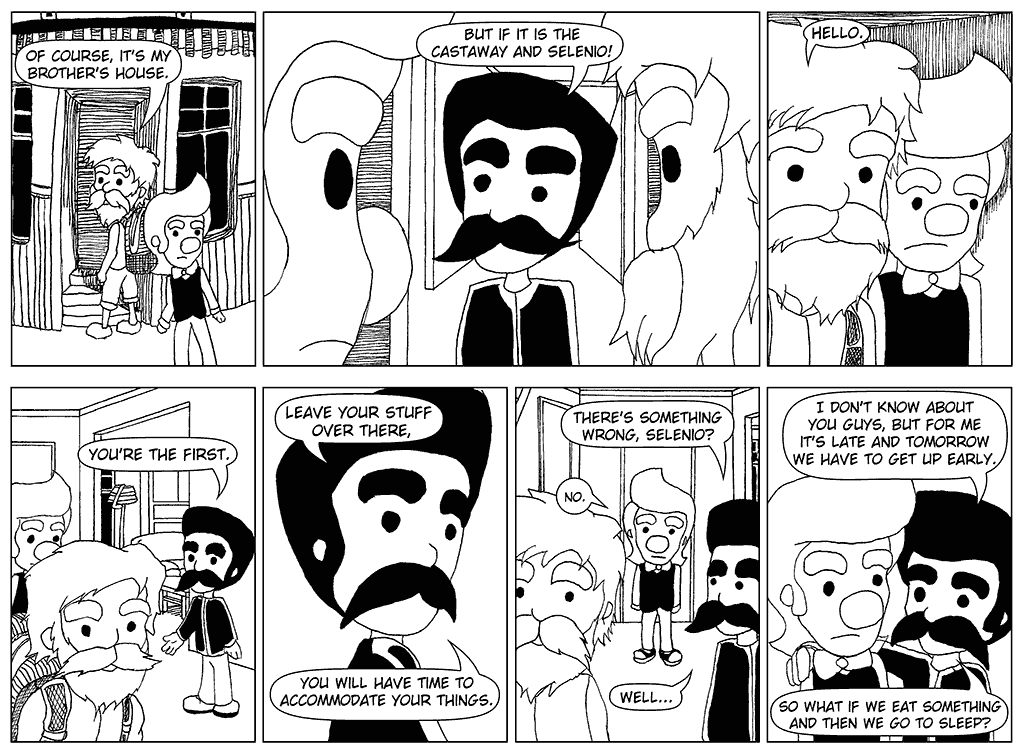 OF COURSE, IT'S MY
BROTHER'S HOUSE.
BUT IF IT IS THE
CASTAWAY AND SELENIO!
HELLO.
YOU'RE THE FIRST.
LEAVE YOUR STUFF
OVER THERE,
YOU WILL HAVE TIME TO
ACCOMMODATE YOUR THINGS.
THERE'S SOMETHING
WRONG, SELENIO?
NO.
WELL...
I DON'T KNOW ABOUT
YOU GUYS, BUT FOR ME
IT'S LATE AND TOMORROW
WE HAVE TO GET UP EARLY.
SO WHAT IF WE EAT SOMETHING
AND THEN WE GO TO SLEEP?